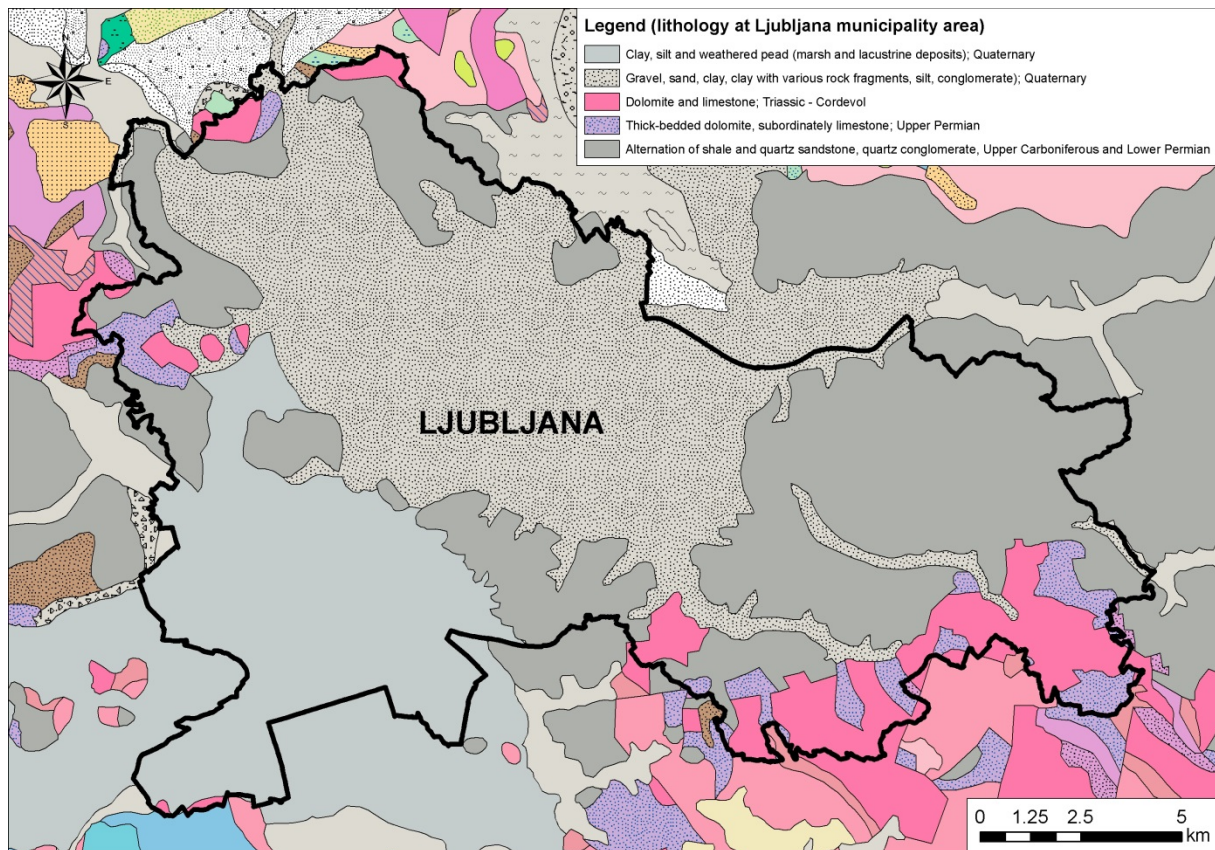 Legend (lithology at Ljubljana municipality area)
Clay, silt and weathered pead (marsh and lacustrine deposits); Quaternary
Gravel, sand, clay, clay with various rock fragments, silt, conglomerate); Quaternary
Dolomite and limestone; Triassic - Cordevol
Thick-bedded dolomite, subordinately limestone; Upper Permian
Alternation of shale and quartz sandstone, quartz conglomerate, Upper Carboniferous and Lower Permian
N
W
E
S
LJUBLJANA
0 1.25 2.5 5
km